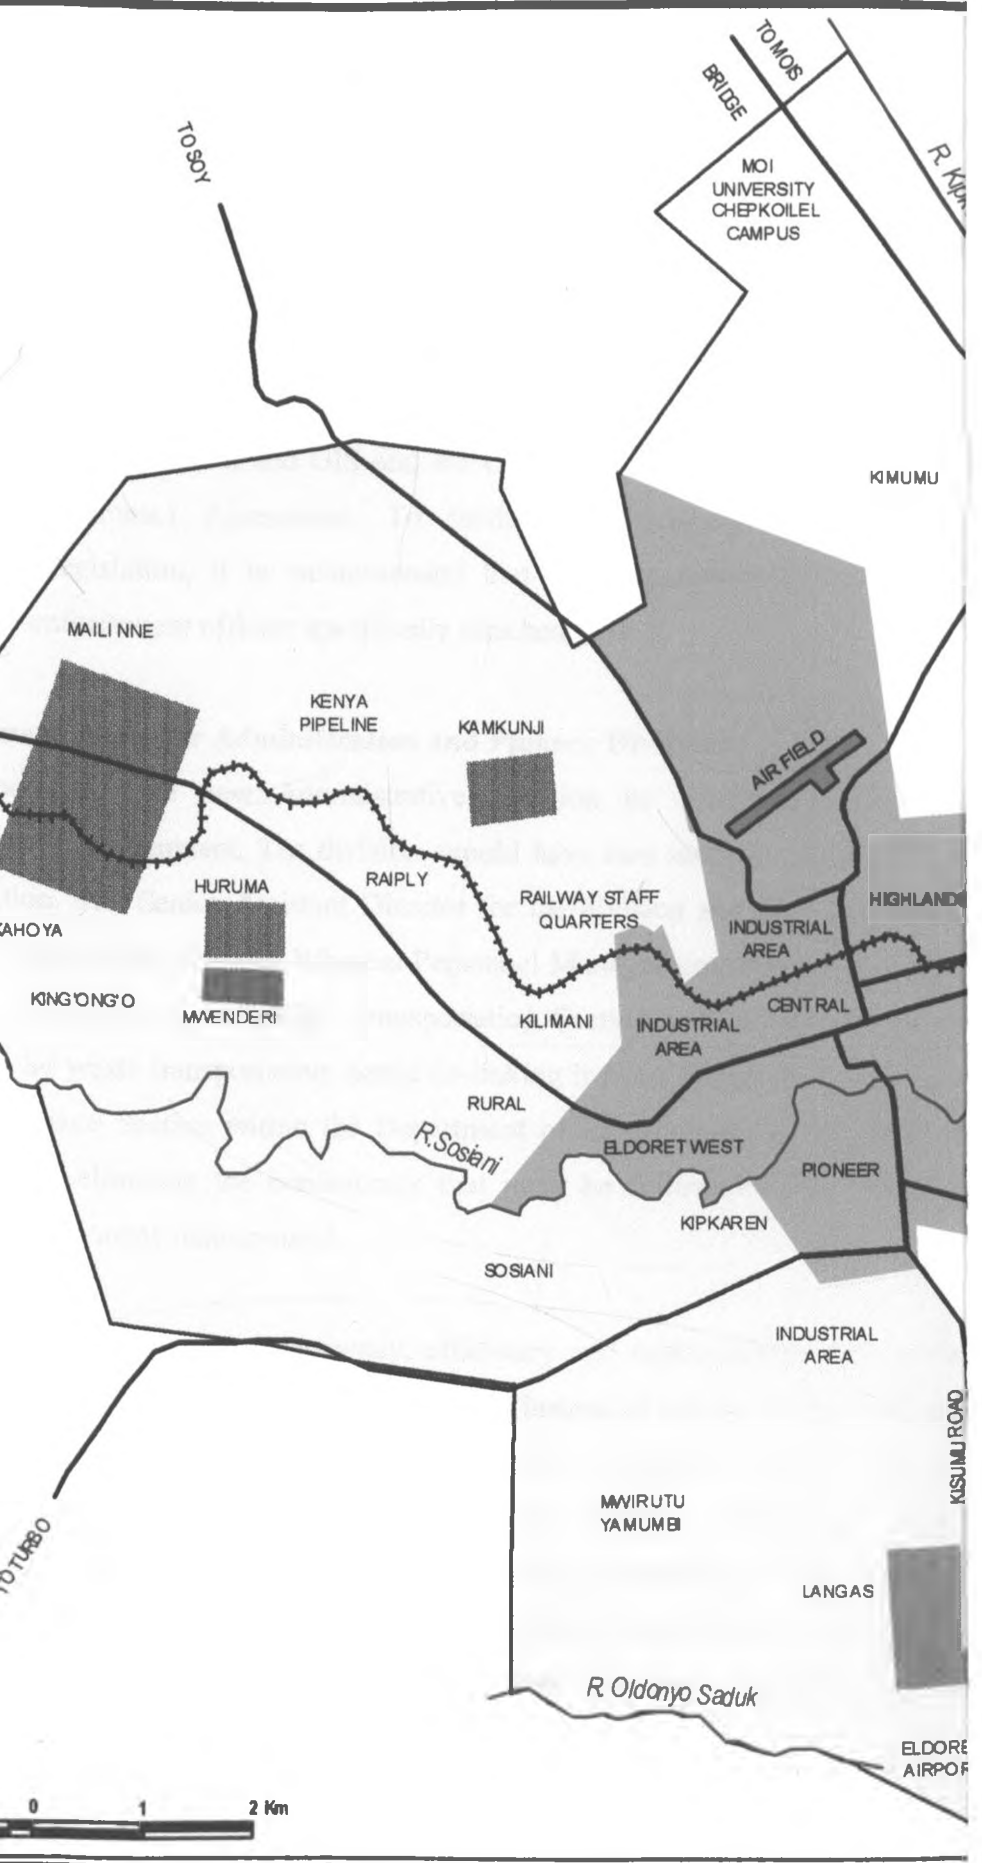 TO MOIS
BRIDGE
TO SOY
R. Kipk
MOI
UNIVERSITY
CHEPKOILEL
CAMPUS
KIMUMU
MAILI NNE
KENYA
PIPELINE
KAMKUNJI
AIR FIELD
HURUMA
RAIPLY
RAILWAY STAFF
QUARTERS
HIGHLANDS
INDUSTRIAL
AREA
KAHOYA
KING'ONG'O
MWENDERI
KILIMANI
INDUSTRIAL
AREA
CENTRAL
RURAL
R.Sosiani
ELDORET WEST
PIONEER
KIPKAREN
SOSIANI
INDUSTRIAL
AREA
KISUMU ROAD
TO TURBO
MWIRUTU
YAMUMBI
LANGAS
R. Oldonyo Saduk
ELDORE
AIRPOR
0 1 2 Km